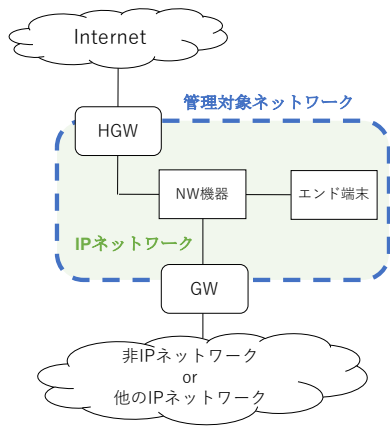 Internet
管理対象ネットワーク
HGW
NW機器
エンド端末
IPネットワーク
GW
非IPネットワーク
or
他のIPネットワーク